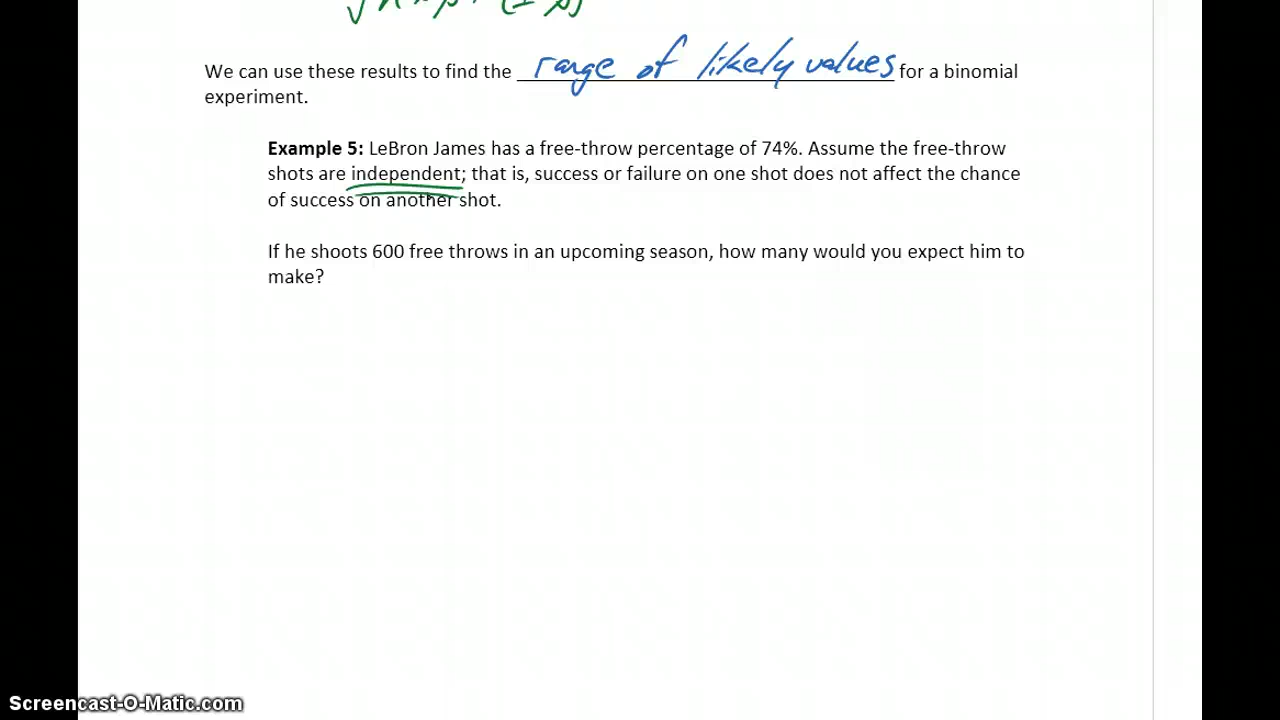 We can use these results to find the range of likely values for a binomial
experiment.
Example 5: LeBron James has a free-throw percentage of 74%. Assume the free-throw
shots are independent; that is, success or failure on one shot does not affect the chance
of success on another shot.
If he shoots 600 free throws in an upcoming season, how many would you expect him to
make?
Screencast-O-Matic.com